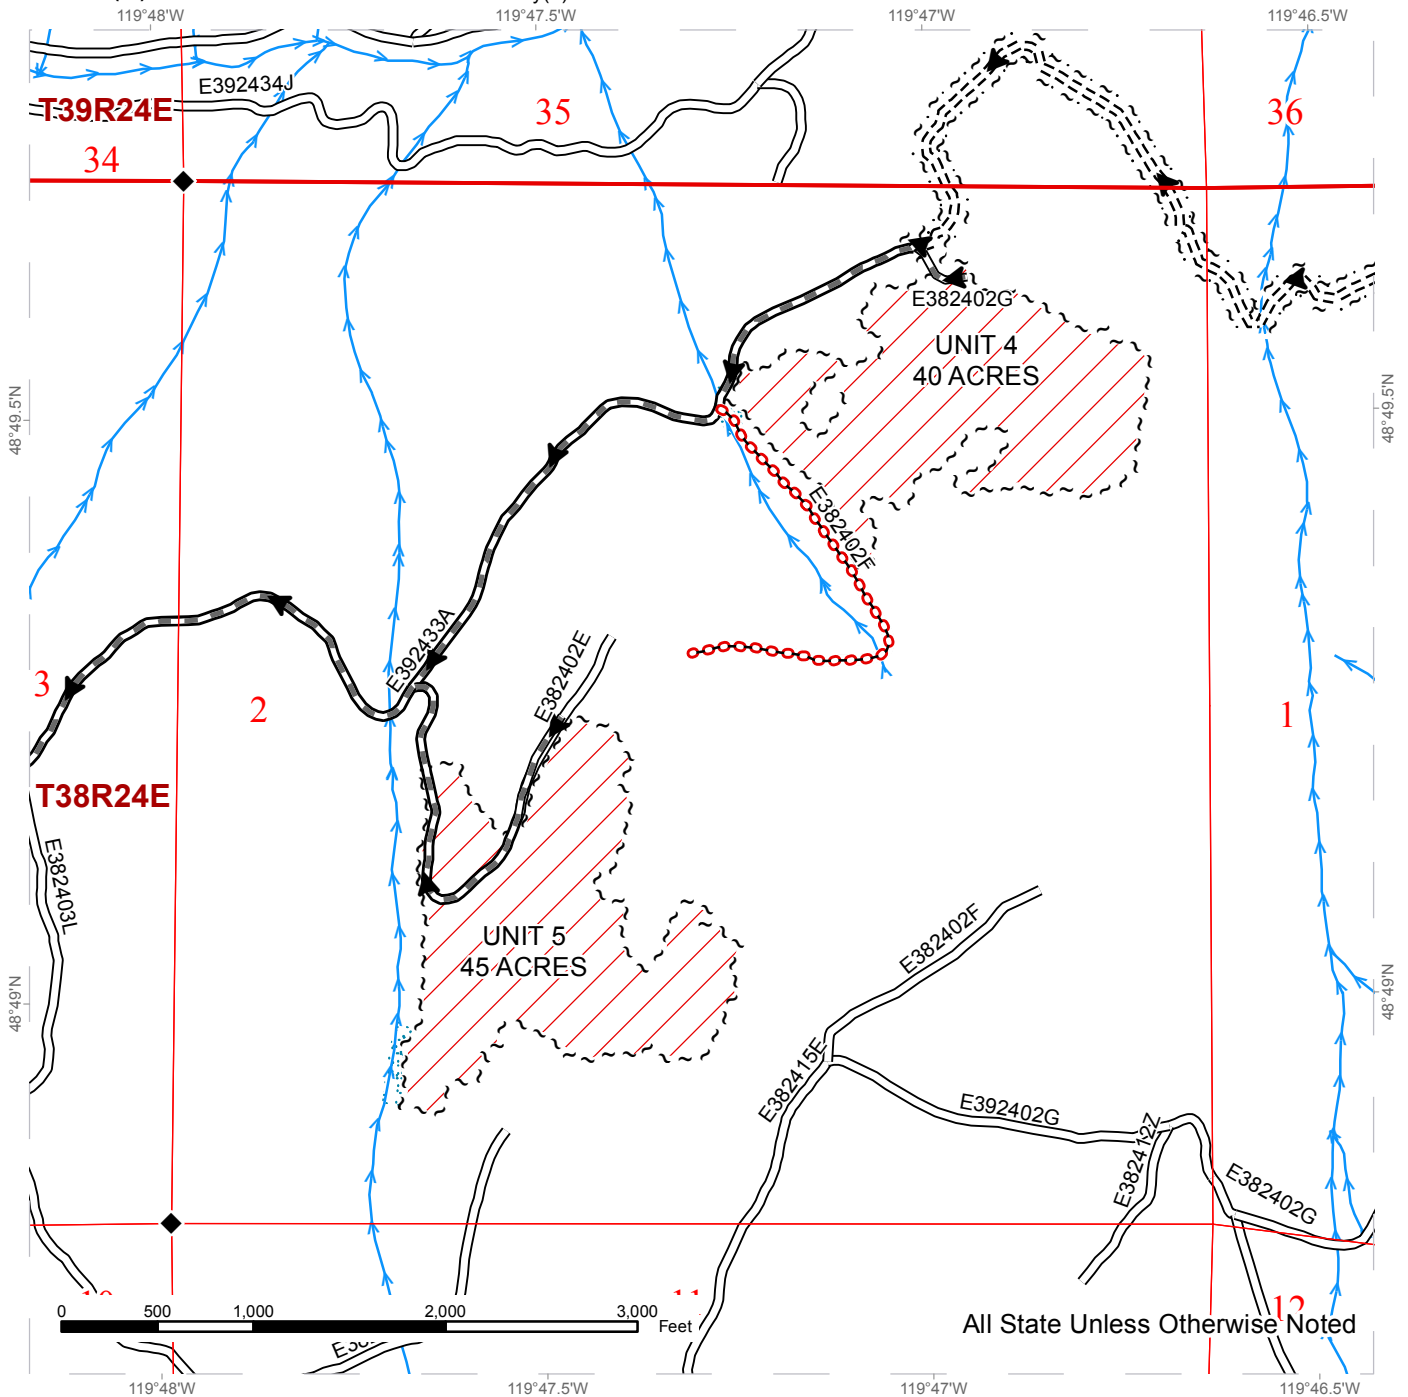 119°48'W
119°47.5'W
119°47'W
119°46.5'W
E392434J
T39R24E
35
36
34
E382402G
UNIT 4
40 ACRES
48°49.5'N
48°49.5'N
E382402F
E392433A
E382402E
3
2
1
T38R24E
E382403L
UNIT 5
45 ACRES
E382402F
48°49'N
48°49'N
E382415E
E392402G
E382412Z
E382402G
12
0
500
1,000
2,000
3,000
Feet
All State Unless Otherwise Noted
119°48'W
119°47.5'W
119°47'W
119°46.5'W